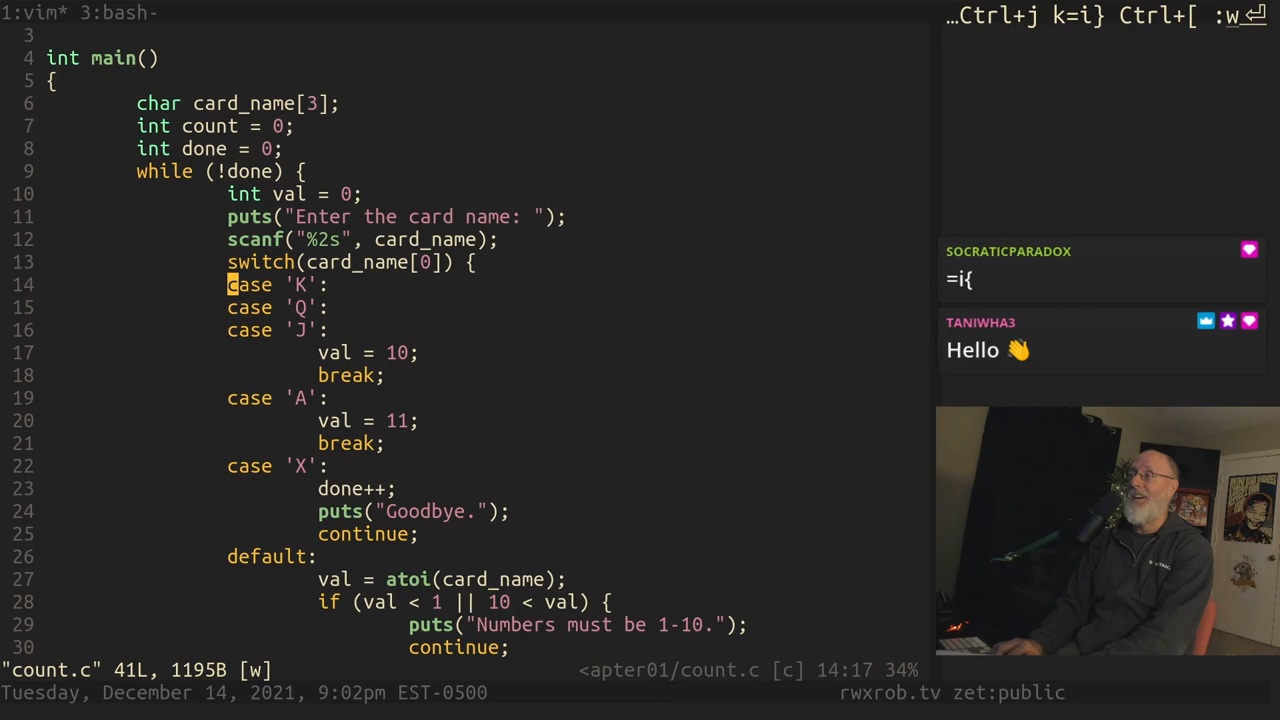 1:vim* 3:bash-
…Ctrl+j k=i} Ctrl+[ :w⏎
3
4 int main()
5 {
6 char card_name[3];
7 int count = 0;
8 int done = 0;
9 while (!done) {
10 int val = 0;
11 puts("Enter the card name: ");
12 scanf("%2s", card_name);
13 switch(card_name[0]) {
14 case 'K':
15 case 'Q':
16 case 'J':
17 val = 10;
18 break;
19 case 'A':
20 val = 11;
21 break;
22 case 'X':
23 done++;
24 puts("Goodbye.");
25 continue;
26 default:
27 val = atoi(card_name);
28 if (val < 1 || 10 < val) {
29 puts("Numbers must be 1-10.");
30 continue;
"count.c" 41L, 1195B [w] <apter01/count.c [c] 14:17 34%
Tuesday, December 14, 2021, 9:02pm EST-0500 rwxrob.tv zet:public
SOCRATICPARADOX
=i{
TANIWHA3
Hello 👋